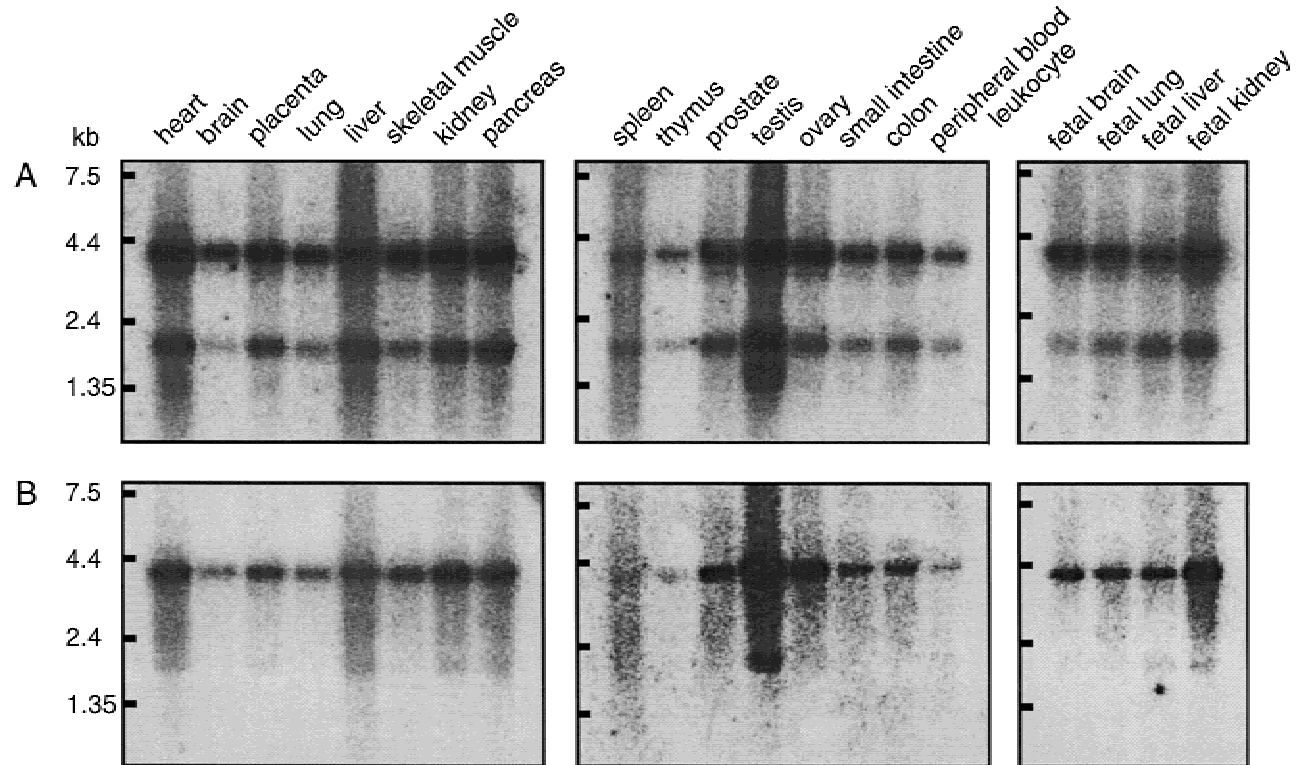 heart
brain
placenta
lung
liver
skeletal muscle
kidney
pancreas
spleen
thymus
prostate
testis
ovary
small intestine
colon
peripheral blood
leukocyte
fetal brain
fetal lung
fetal liver
fetal kidney
kb
A
7.5
4.4
2.4
1.35
B
7.5
4.4
2.4
1.35